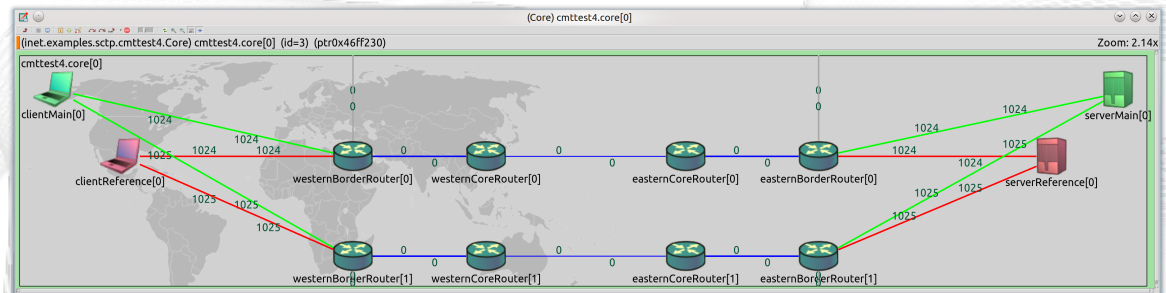 (Core) cmttest4.core[0]
(inet.examples.sctp.cmttest4.Core) cmttest4.core[0] (id=3) (ptr0x46ff230)
Zoom: 2.14x
cmttest4.core[0]
clientMain[0]
serverMain[0]
0
0
0
0
1024
1024
1024
1024
1025
1024
1024
1025
1024
1024
clientReference[0]
westernBorderRouter[0]
0
0
westernCoreRouter[0]
0
0
easternCoreRouter[0]
0
0
easternBorderRouter[0]
serverReference[0]
1025
1025
1025
1025
1025
1025
westernBorderRouter[1]
0
0
westernCoreRouter[1]
0
0
easternCoreRouter[1]
0
0
easternBorderRouter[1]